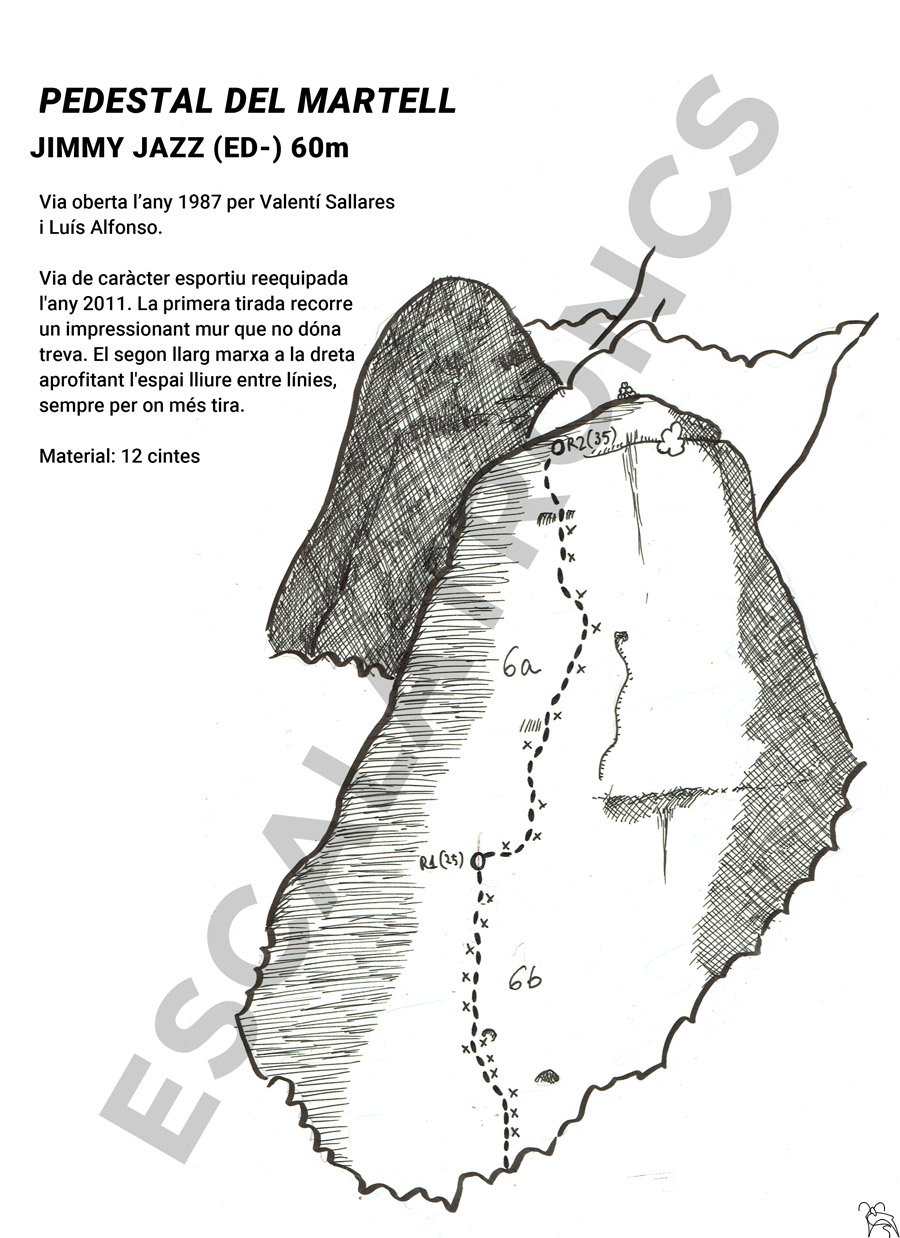 PEDESTAL DEL MARTELL
JIMMY JAZZ (ED-) 60m
Via oberta l'any 1987 per Valentí Sallares
i Luís Alfonso.
Via de caràcter esportiu reequipada
l'any 2011. La primera tirada recorre
un impressionant mur que no dóna
treva. El segon llarg marxa a la dreta
aprofitant l'espai lliure entre línies,
sempre per on més tira.
Material: 12 cintes
R2(35)
6a
R1(25)
6b
ESCALATRONCS